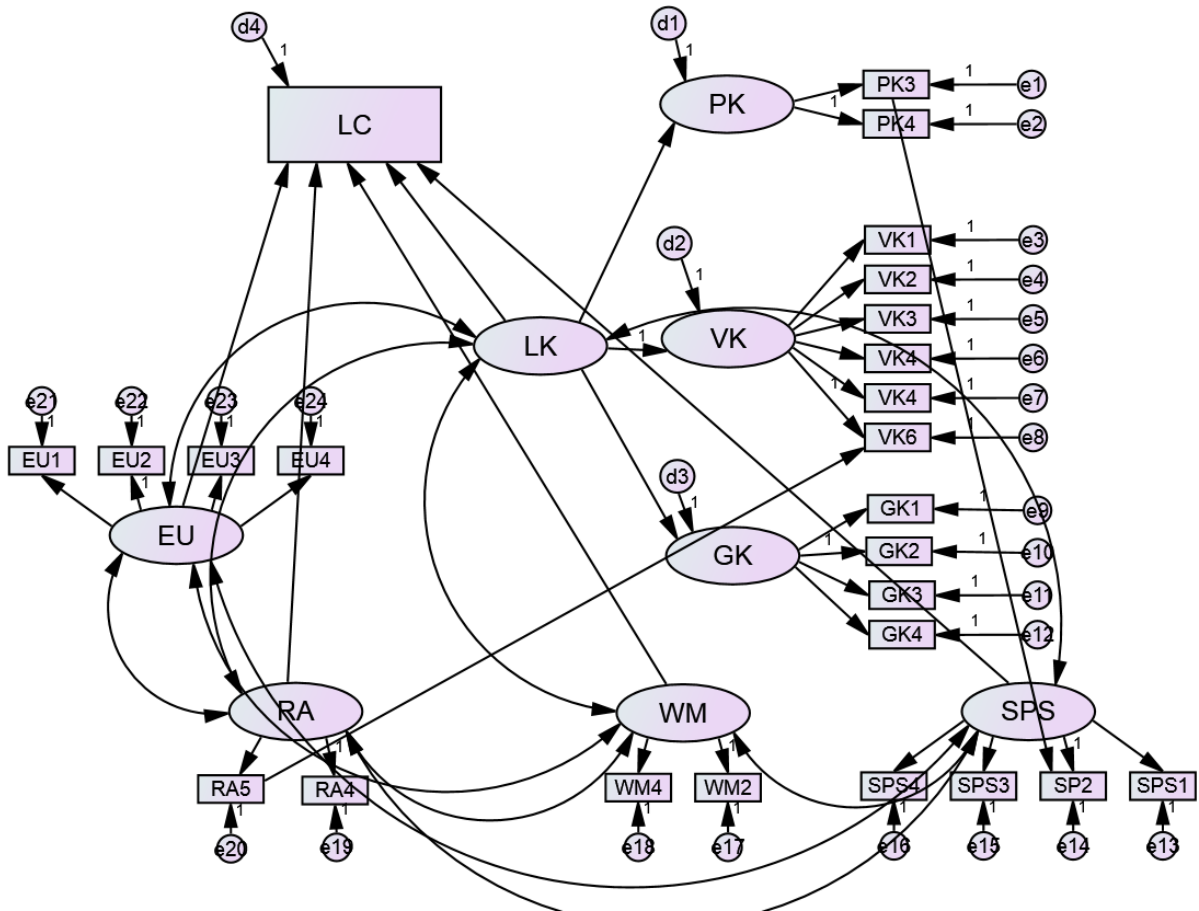 d4
1
LC
d1
1
PK
PK3
1
e1
1
PK4
1
e2
d2
1
LK
1
VK
VK1
1
e3
VK2
1
e4
VK3
1
e5
VK4
1
e6
VK4
1
e7
1
VK6
1
e8
e21
e22
e23
e24
1
1
1
1
EU1
EU2
EU3
EU4
1
EU
d3
1
GK
GK1
1
e9
1
GK2
1
e10
GK3
1
e11
GK4
1
e12
RA
WM
SPS
1
1
1
RA5
RA4
WM4
WM2
SPS4
SPS3
SP2
SPS1
1
1
1
1
1
1
1
1
e20
e19
e18
e17
e16
e15
e14
e13